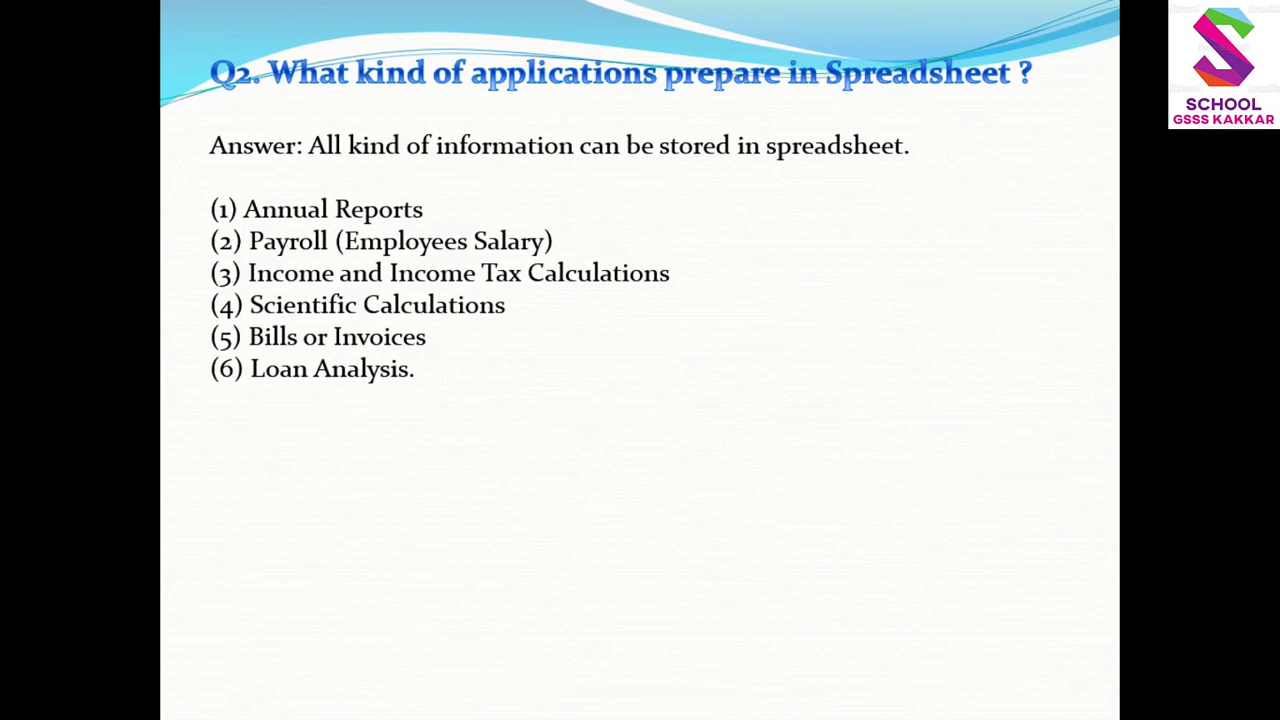 Q2. What kind of applications prepare in Spreadsheet ?
Answer: All kind of information can be stored in spreadsheet.
(1) Annual Reports
(2) Payroll (Employees Salary)
(3) Income and Income Tax Calculations
(4) Scientific Calculations
(5) Bills or Invoices
(6) Loan Analysis.
SCHOOL
GSSS KAKKAR